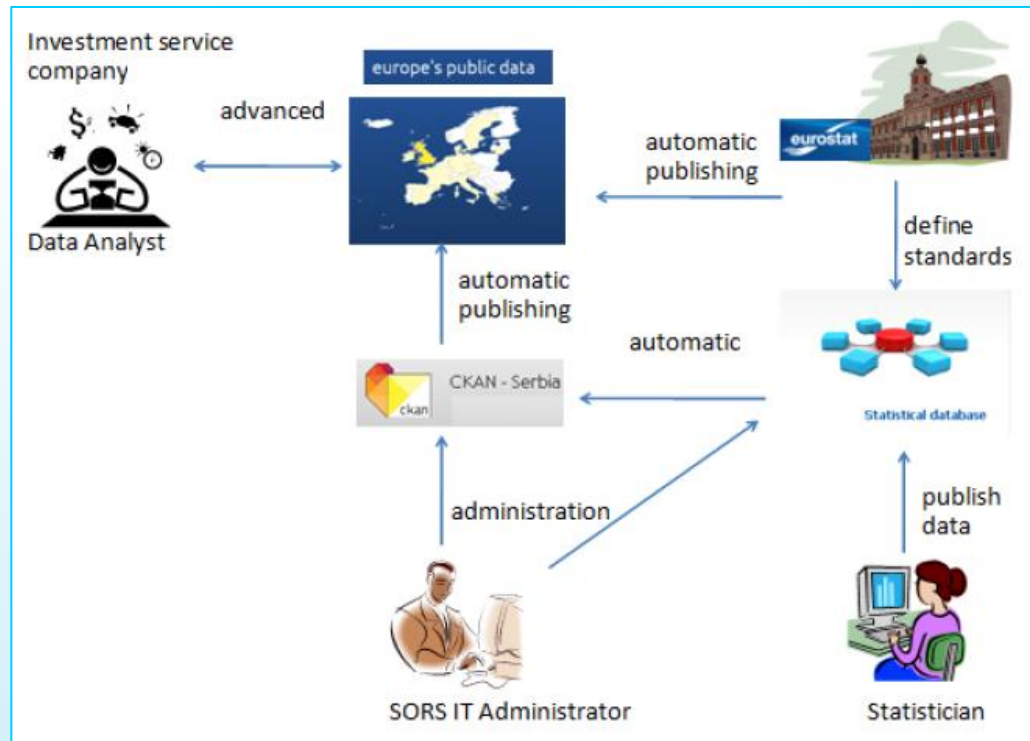 Investment service
company
Data Analyst
advanced
europe's public data
automatic
publishing
eurostat
define
standards
automatic
publishing
automatic
CKAN - Serbia
ckan
Statistical database
administration
publish
data
SORS IT Administrator
Statistician